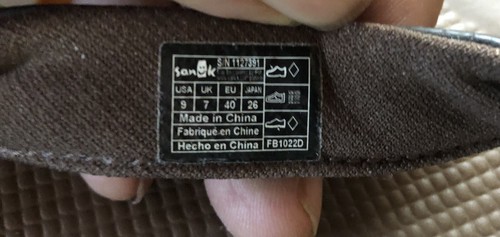 sanuk S/N 1127391
USA UK EU JAPAN
9 7 40 26
Made in China
Fabriqué en Chine
Hecho en China FB1022D